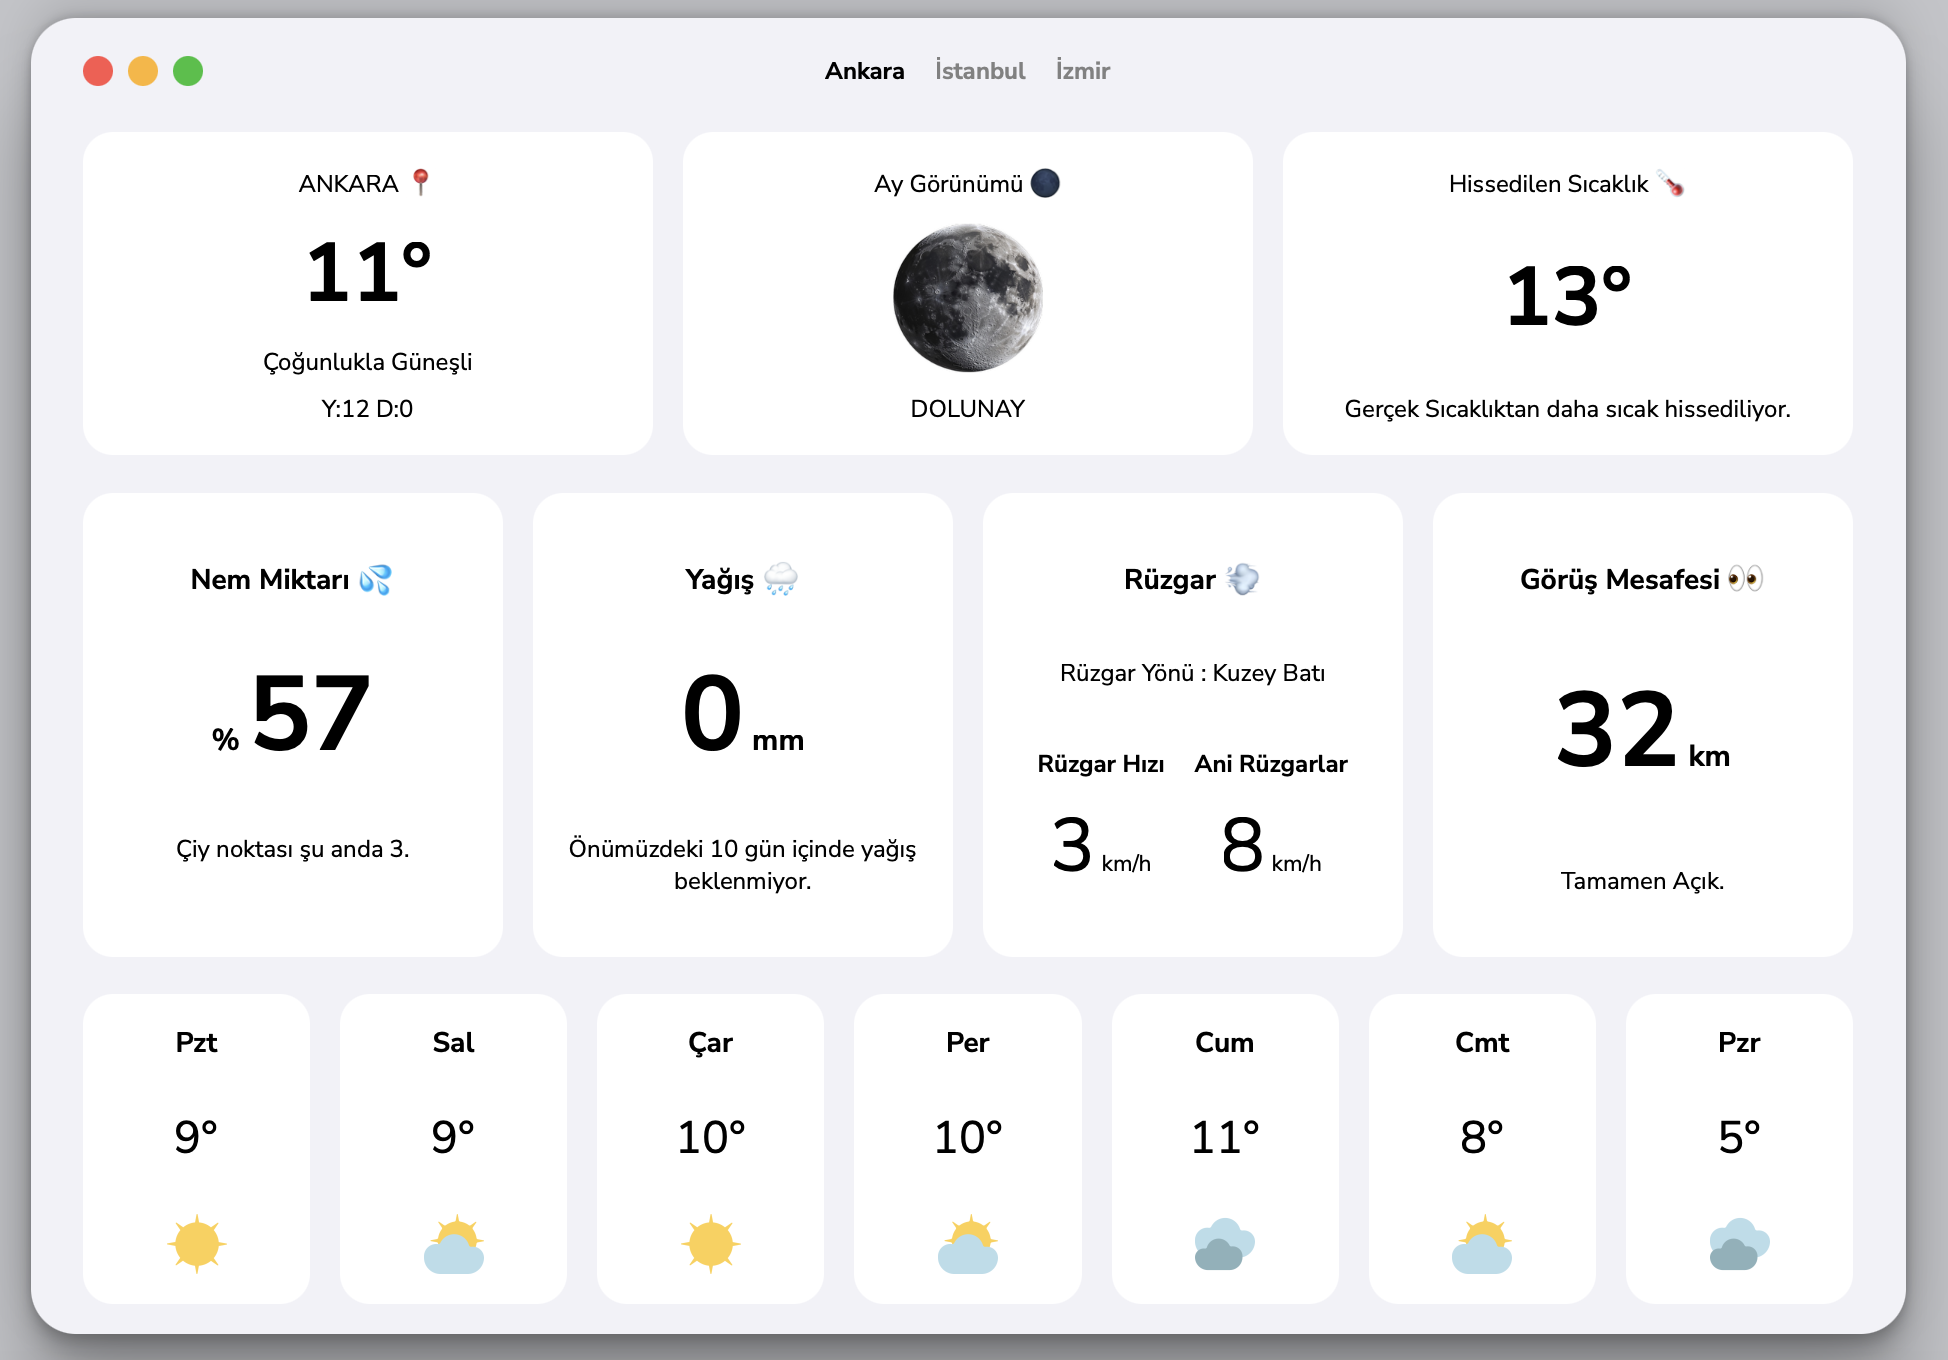 Ankara İstanbul İzmir
ANKARA 📍
11°
Çoğunlukla Güneşli
Y:12 D:0
Ay Görünümü 🌑
DOLUNAY
Hissedilen Sıcaklık 🌡️
13°
Gerçek Sıcaklıktan daha sıcak hissediliyor.
Nem Miktarı 💦
% 57
Çiy noktası şu anda 3.
Yağış 🌧️
0 mm
Önümüzdeki 10 gün içinde yağış
beklenmiyor.
Rüzgar 💨
Rüzgar Yönü : Kuzey Batı
Rüzgar Hızı Ani Rüzgarlar
3 km/h 8 km/h
Görüş Mesafesi 👀
32 km
Tamamen Açık.
Pzt Sal Çar Per Cum Cmt Pzr
9° 9° 10° 10° 11° 8° 5°